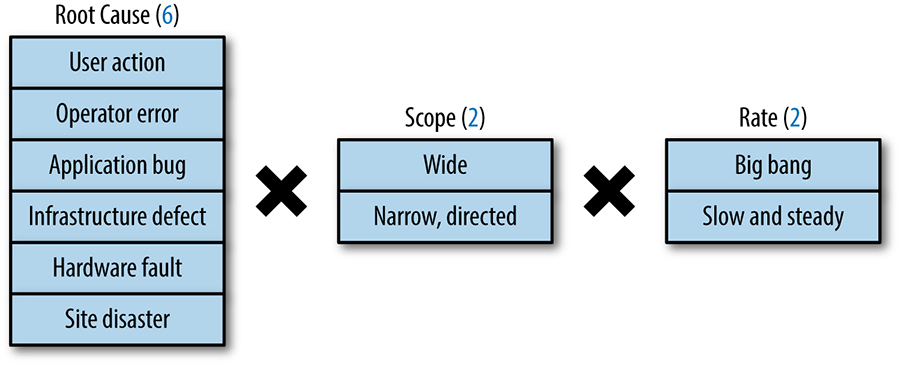 Root Cause (6)
User action
Operator error
Application bug
Infrastructure defect
Hardware fault
Site disaster
Scope (2)
Wide
Narrow, directed
Rate (2)
Big bang
Slow and steady